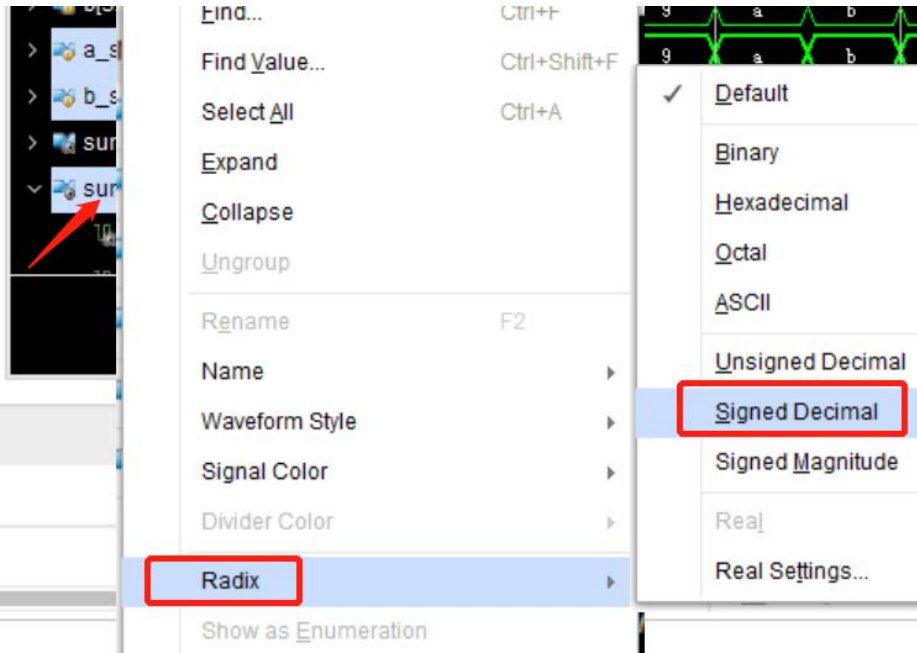 a_s
b_s
sur
sur
Find...    Ctrl+F
Find Value...    Ctrl+Shift+F
Select All    Ctrl+A
Expand
Collapse
Ungroup
Rename    F2
Name
Waveform Style
Signal Color
Divider Color
Radix
Show as Enumeration
9 a b
9 a b
Default
Binary
Hexadecimal
Octal
ASCII
Unsigned Decimal
Signed Decimal
Signed Magnitude
Real
Real Settings...